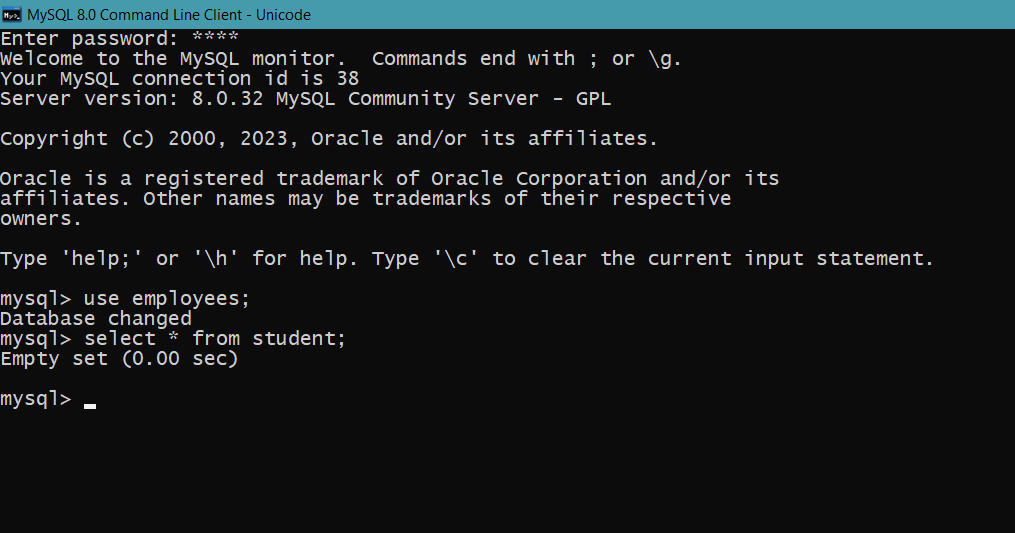 MySQL 8.0 Command Line Client - Unicode
Enter password: ****
Welcome to the MySQL monitor.  Commands end with ; or \g.
Your MySQL connection id is 38
Server version: 8.0.32 MySQL Community Server - GPL
Copyright (c) 2000, 2023, Oracle and/or its affiliates.
Oracle is a registered trademark of Oracle Corporation and/or its
affiliates. Other names may be trademarks of their respective
owners.
Type 'help;' or '\h' for help. Type '\c' to clear the current input statement.
mysql> use employees;
Database changed
mysql> select * from student;
Empty set (0.00 sec)
mysql>